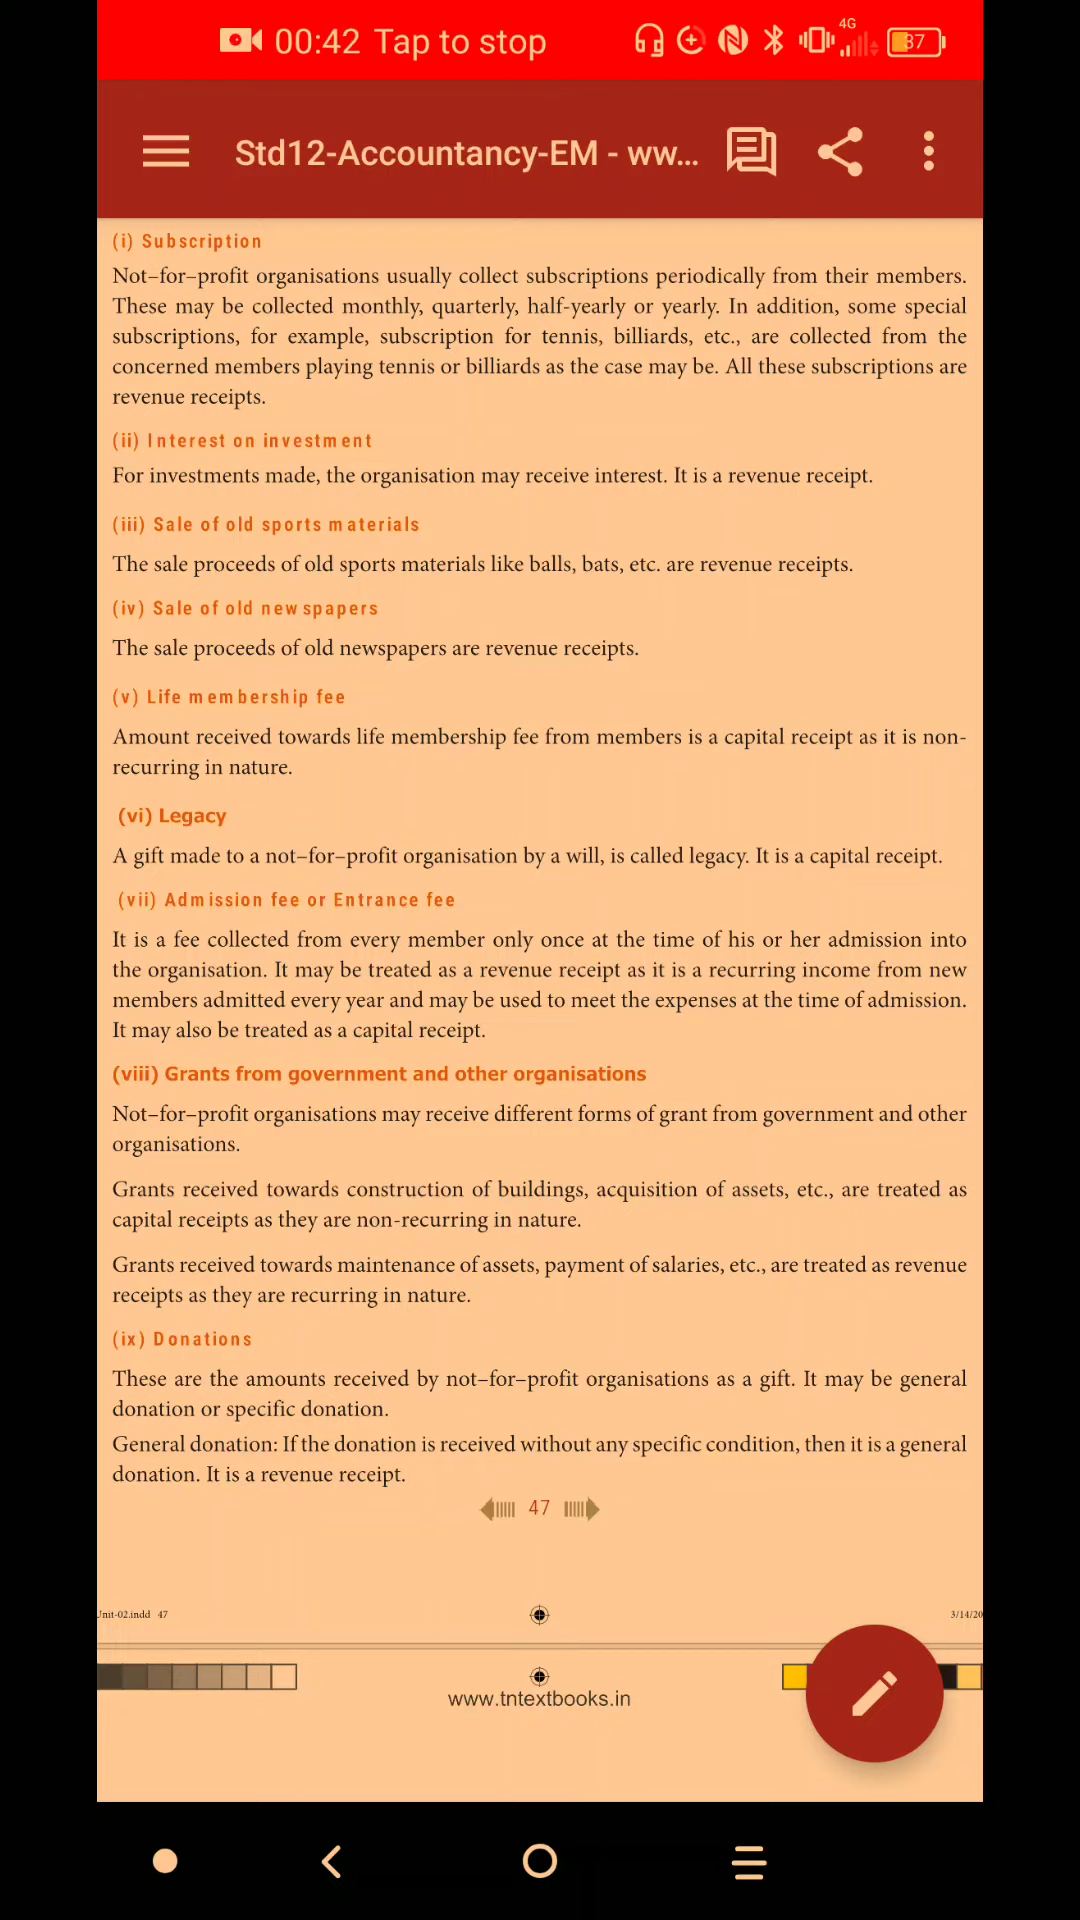 00:42 Tap to stop
4G
37
Std12-Accountancy-EM - ww...
(i) Subscription
Not–for–profit organisations usually collect subscriptions periodically from their members.
These may be collected monthly, quarterly, half-yearly or yearly. In addition, some special
subscriptions, for example, subscription for tennis, billiards, etc., are collected from the
concerned members playing tennis or billiards as the case may be. All these subscriptions are
revenue receipts.
(ii) Interest on investment
For investments made, the organisation may receive interest. It is a revenue receipt.
(iii) Sale of old sports materials
The sale proceeds of old sports materials like balls, bats, etc. are revenue receipts.
(iv) Sale of old newspapers
The sale proceeds of old newspapers are revenue receipts.
(v) Life membership fee
Amount received towards life membership fee from members is a capital receipt as it is non-
recurring in nature.
(vi) Legacy
A gift made to a not–for–profit organisation by a will, is called legacy. It is a capital receipt.
(vii) Admission fee or Entrance fee
It is a fee collected from every member only once at the time of his or her admission into
the organisation. It may be treated as a revenue receipt as it is a recurring income from new
members admitted every year and may be used to meet the expenses at the time of admission.
It may also be treated as a capital receipt.
(viii) Grants from government and other organisations
Not–for–profit organisations may receive different forms of grant from government and other
organisations.
Grants received towards construction of buildings, acquisition of assets, etc., are treated as
capital receipts as they are non-recurring in nature.
Grants received towards maintenance of assets, payment of salaries, etc., are treated as revenue
receipts as they are recurring in nature.
(ix) Donations
These are the amounts received by not–for–profit organisations as a gift. It may be general
donation or specific donation.
General donation: If the donation is received without any specific condition, then it is a general
donation. It is a revenue receipt.
47
Unit-02.indd 47
3/14/20
www.tntextbooks.in